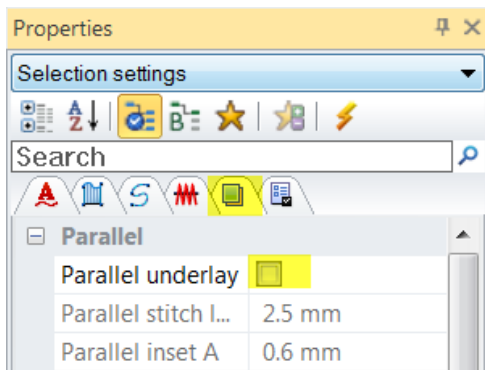 Properties
Selection settings
Search
Parallel
Parallel underlay
Parallel stitch l... 2.5 mm
Parallel inset A 0.6 mm